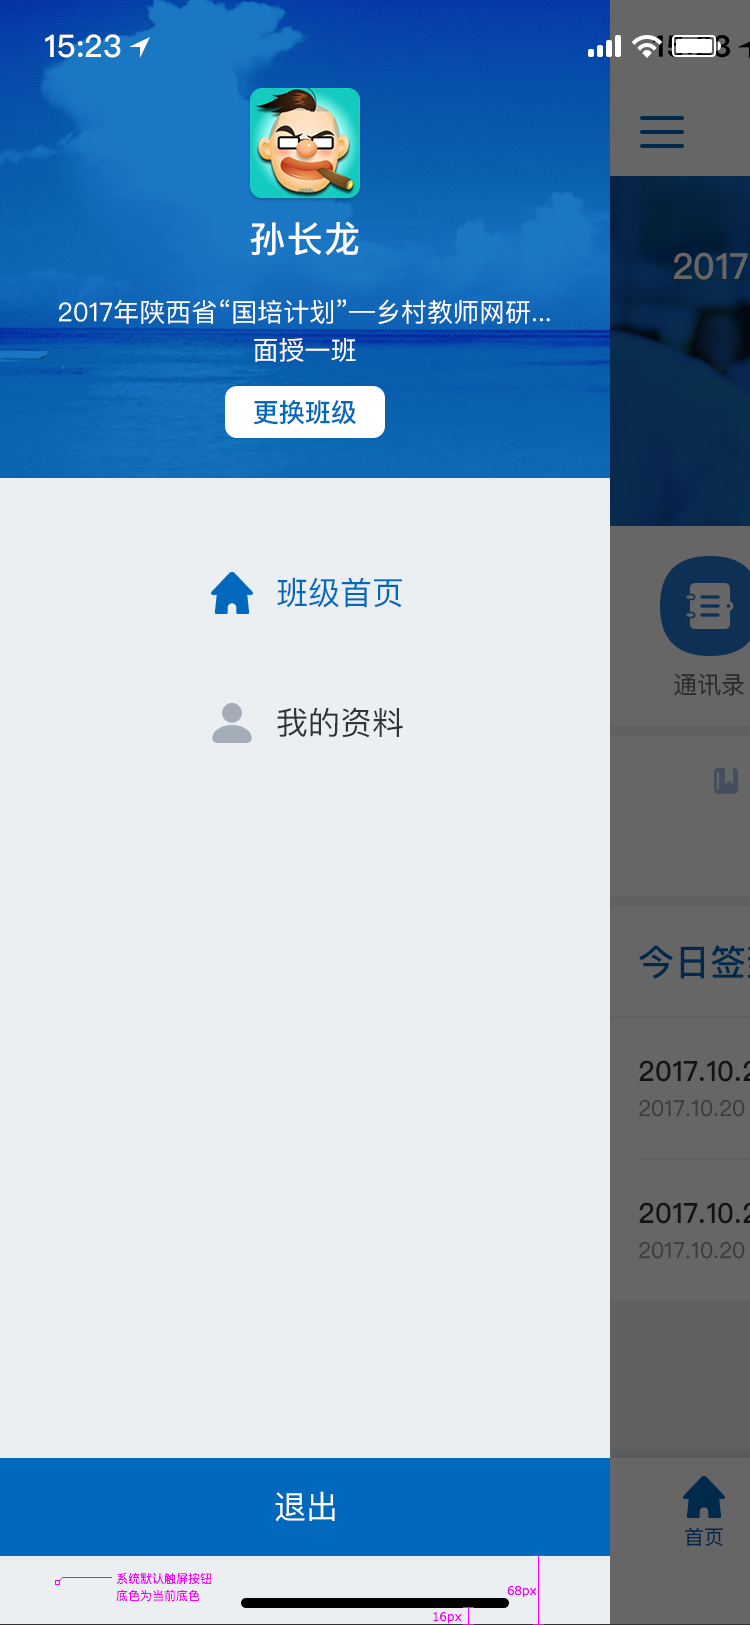 15:23
15:23
2017
孙长龙
2017年陕西省“国培计划”—乡村教师网研...
面授一班
更换班级
班级首页
通讯录
我的资料
今日签
2017.10.2
2017.10.20
2017.10.2
2017.10.20
退出
首页
系统默认触屏按钮
底色为当前底色
68px
16px